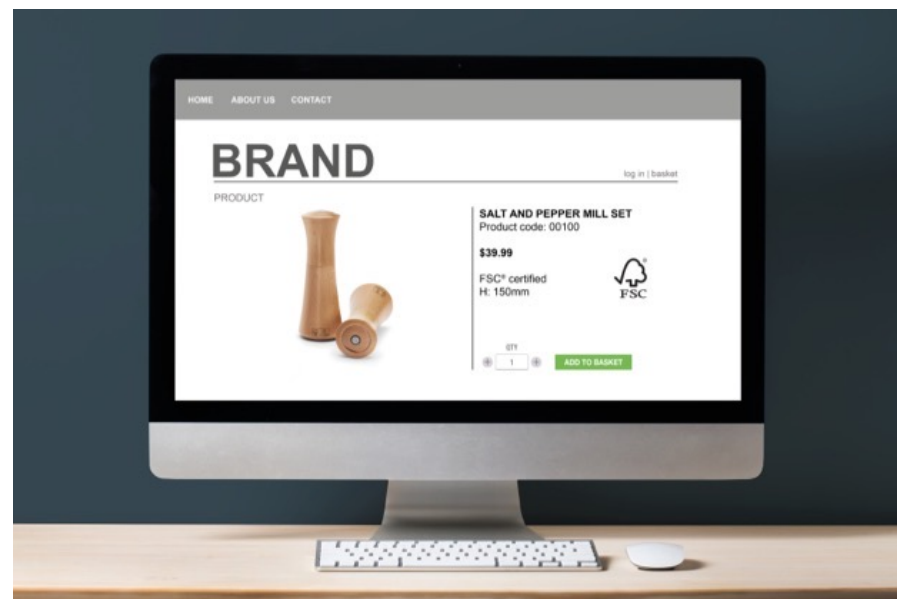 HOME ABOUT US CONTACT
BRAND
log in | basket
PRODUCT
SALT AND PEPPER MILL SET
Product code: 00100
$39.99
FSC® certified
H: 150mm
FSC
QTY
1
ADD TO BASKET